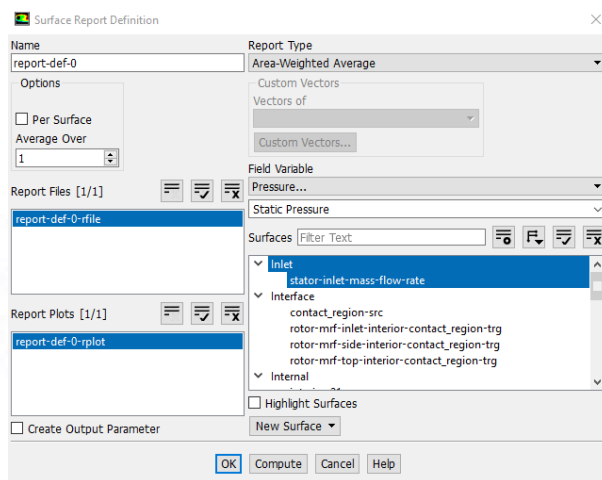 Surface Report Definition
Name
report-def-0
Options
Per Surface
Average Over
1
Report Files [1/1]
report-def-0-rfile
Report Plots [1/1]
report-def-0-rplot
Create Output Parameter
Report Type
Area-Weighted Average
Custom Vectors
Vectors of
Custom Vectors...
Field Variable
Pressure...
Static Pressure
Surfaces Filter Text
Inlet
stator-inlet-mass-flow-rate
Interface
contact_region-src
rotor-mrf-inlet-interior-contact_region-trg
rotor-mrf-side-interior-contact_region-trg
rotor-mrf-top-interior-contact_region-trg
Internal
Highlight Surfaces
New Surface
OK Compute Cancel Help